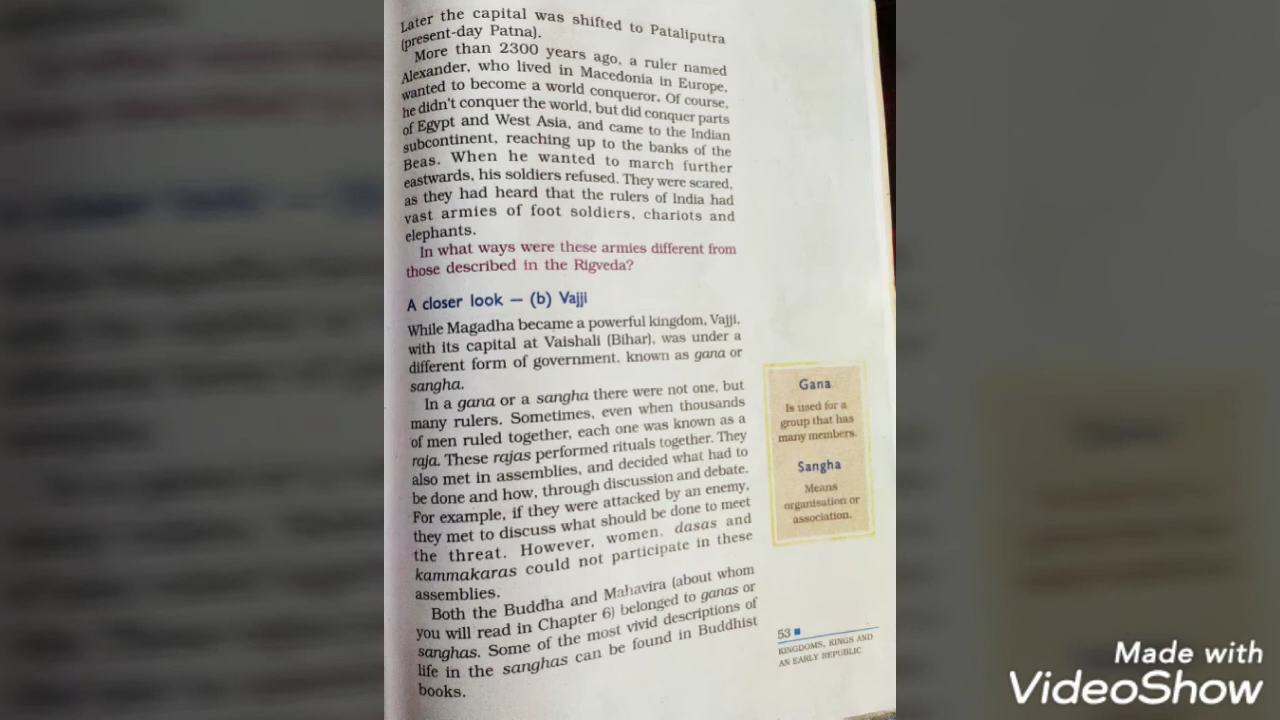 Later the capital was shifted to Pataliputra
(present-day Patna).
More than 2300 years ago, a ruler named
Alexander, who lived in Macedonia in Europe,
wanted to become a world conqueror. Of course,
he didn't conquer the world, but did conquer parts
of Egypt and West Asia, and came to the Indian
subcontinent, reaching up to the banks of the
Beas. When he wanted to march further
eastwards, his soldiers refused. They were scared,
as they had heard that the rulers of India had
vast armies of foot soldiers, chariots and
elephants.
In what ways were these armies different from
those described in the Rigveda?
A closer look — (b) Vajji
While Magadha became a powerful kingdom, Vajji,
with its capital at Vaishali (Bihar), was under a
different form of government, known as gana or
sangha.
In a gana or a sangha there were not one, but
many rulers. Sometimes, even when thousands
of men ruled together, each one was known as a
raja. These rajas performed rituals together. They
also met in assemblies, and decided what had to
be done and how, through discussion and debate.
For example, if they were attacked by an enemy,
they met to discuss what should be done to meet
the threat. However, women, dasas and
kammakaras could not participate in these
assemblies.
Both the Buddha and Mahavira (about whom
you will read in Chapter 6) belonged to ganas or
sanghas. Some of the most vivid descriptions of
life in the sanghas can be found in Buddhist
books.
Gana
Is used for a
group that has
many members.
Sangha
Means
organisation or
association.
53
KINGDOMS, KINGS AND
AN EARLY REPUBLIC
Made with
VideoShow